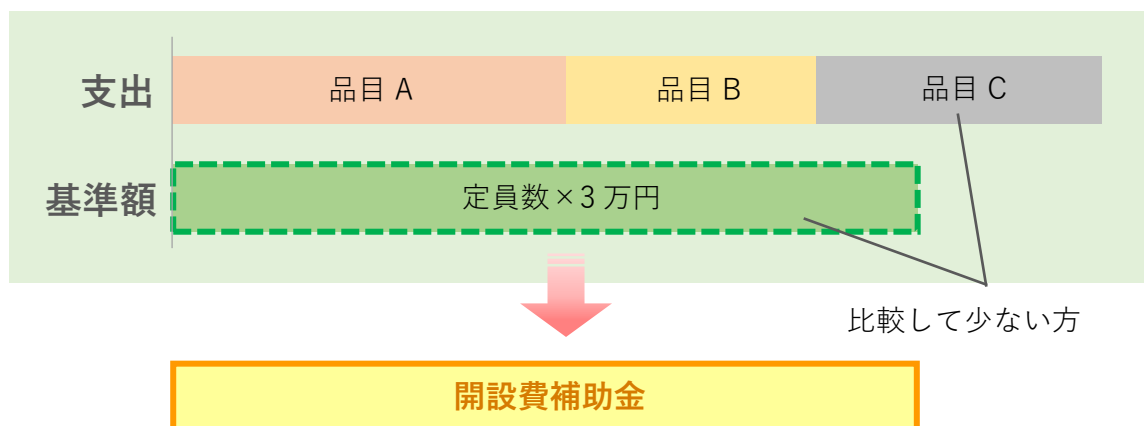 支出
品目 A
品目 B
品目 C
基準額
定員数×3 万円
比較して少ない方
開設費補助金